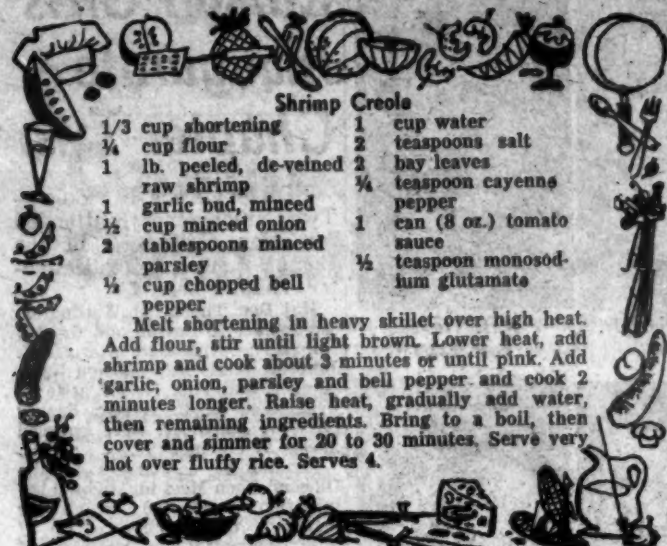 Shrimp Creole
1/3 cup shortening
¼ cup flour
1 lb. peeled, de-veined
raw shrimp
1 garlic bud, minced
½ cup minced onion
2 tablespoons minced
parsley
½ cup chopped bell
pepper
1 cup water
2 teaspoons salt
2 bay leaves
¼ teaspoon cayenne
pepper
1 can (8 oz.) tomato
sauce
½ teaspoon monosod-
ium glutamate
Melt shortening in heavy skillet over high heat.
Add flour, stir until light brown. Lower heat, add
shrimp and cook about 3 minutes or until pink. Add
garlic, onion, parsley and bell pepper and cook 2
minutes longer. Raise heat, gradually add water,
then remaining ingredients. Bring to a boil, then
cover and simmer for 20 to 30 minutes. Serve very
hot over fluffy rice. Serves 4.